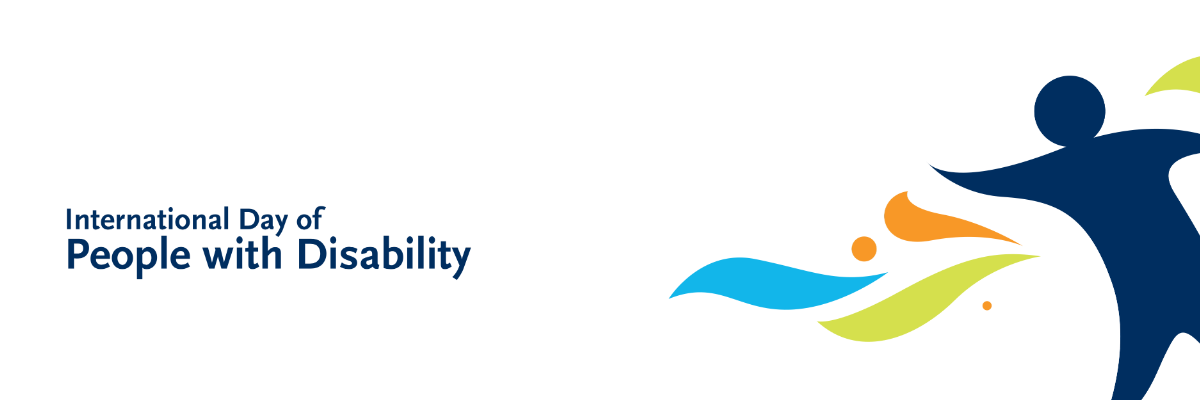 International Day of
People with Disability